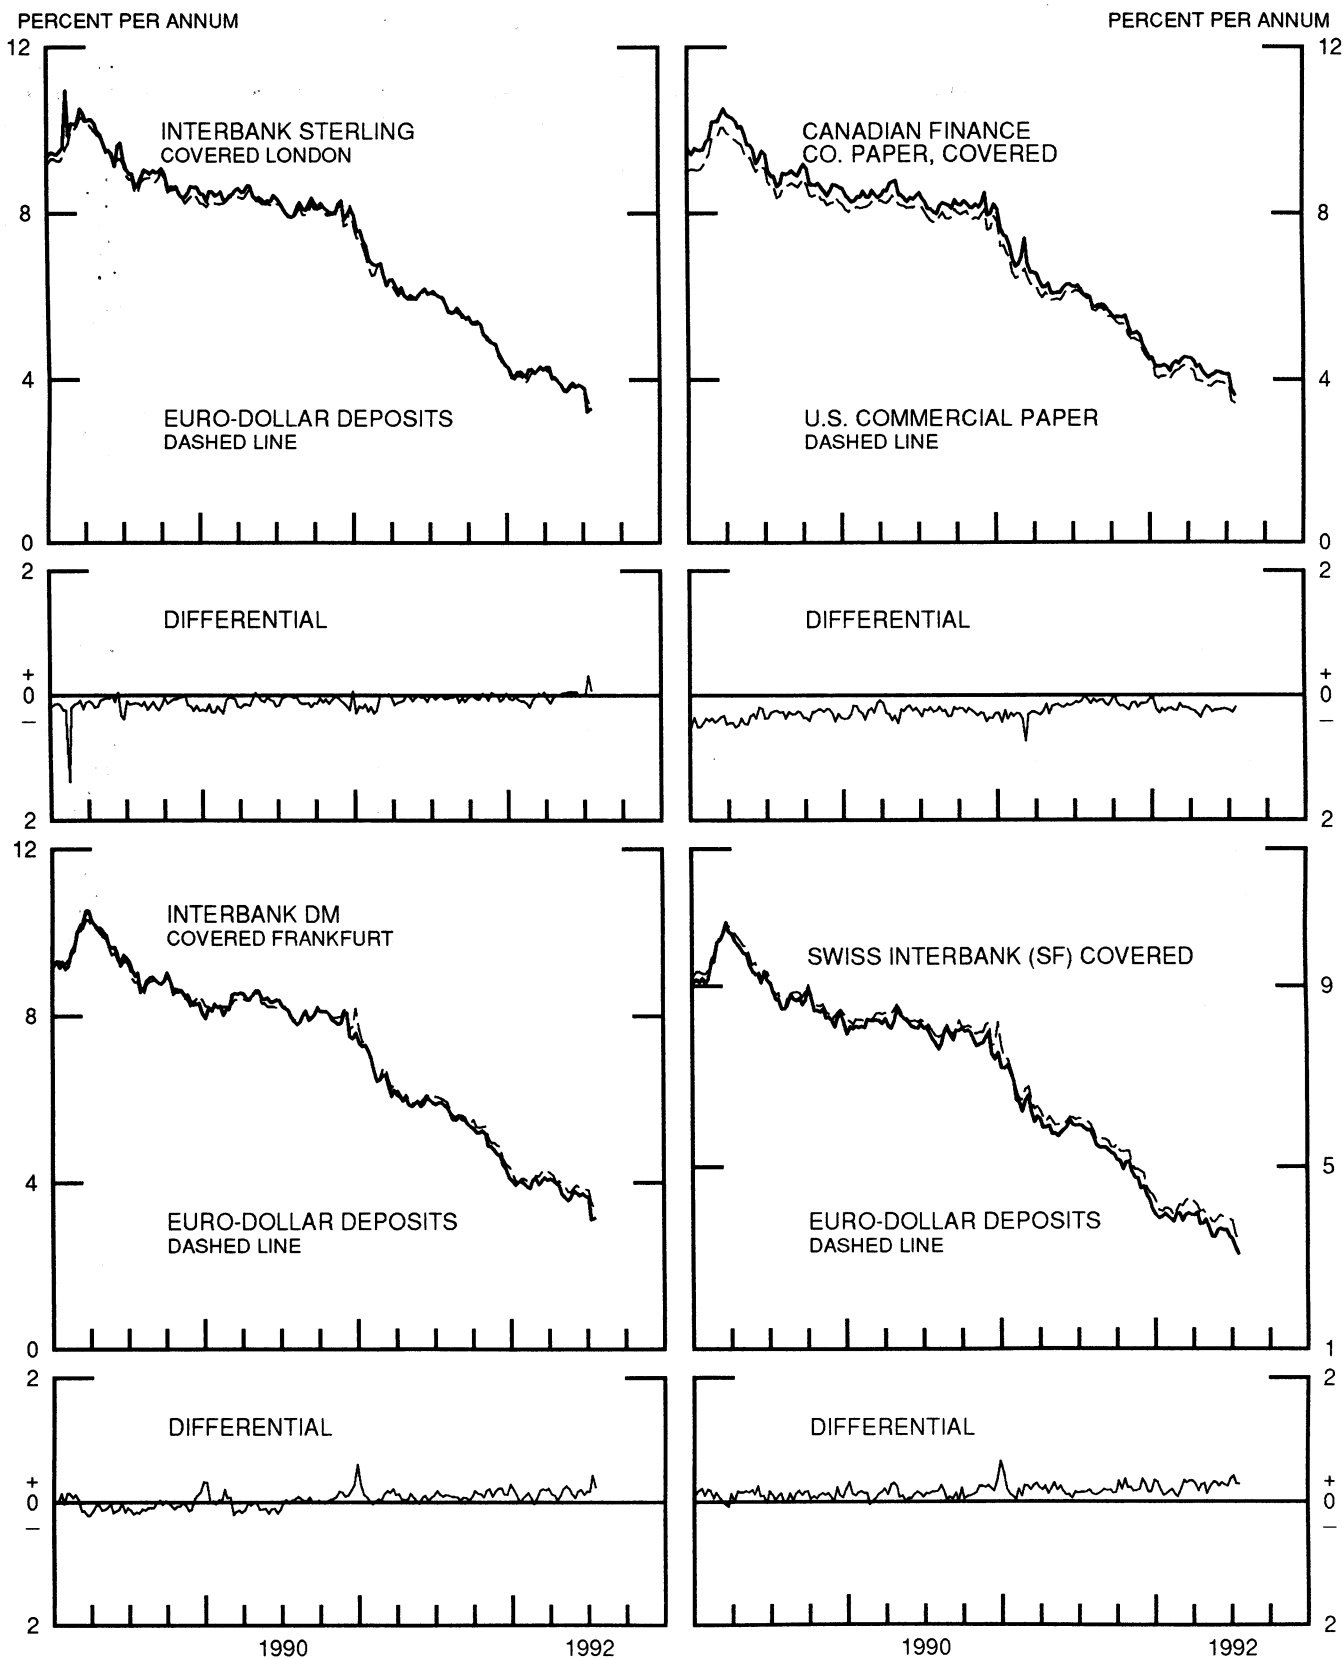 PERCENT PER ANNUM
PERCENT PER ANNUM
12
12
INTERBANK STERLING
COVERED LONDON
CANADIAN FINANCE
CO. PAPER, COVERED
8
8
4
4
EURO-DOLLAR DEPOSITS
DASHED LINE
U.S. COMMERCIAL PAPER
DASHED LINE
0
0
2
2
DIFFERENTIAL
DIFFERENTIAL
+
0
−
+
0
−
2
2
12
INTERBANK DM
COVERED FRANKFURT
SWISS INTERBANK (SF) COVERED
9
8
5
4
EURO-DOLLAR DEPOSITS
DASHED LINE
EURO-DOLLAR DEPOSITS
DASHED LINE
0
1
2
2
DIFFERENTIAL
DIFFERENTIAL
+
0
−
+
0
−
2
2
1990
1992
1990
1992